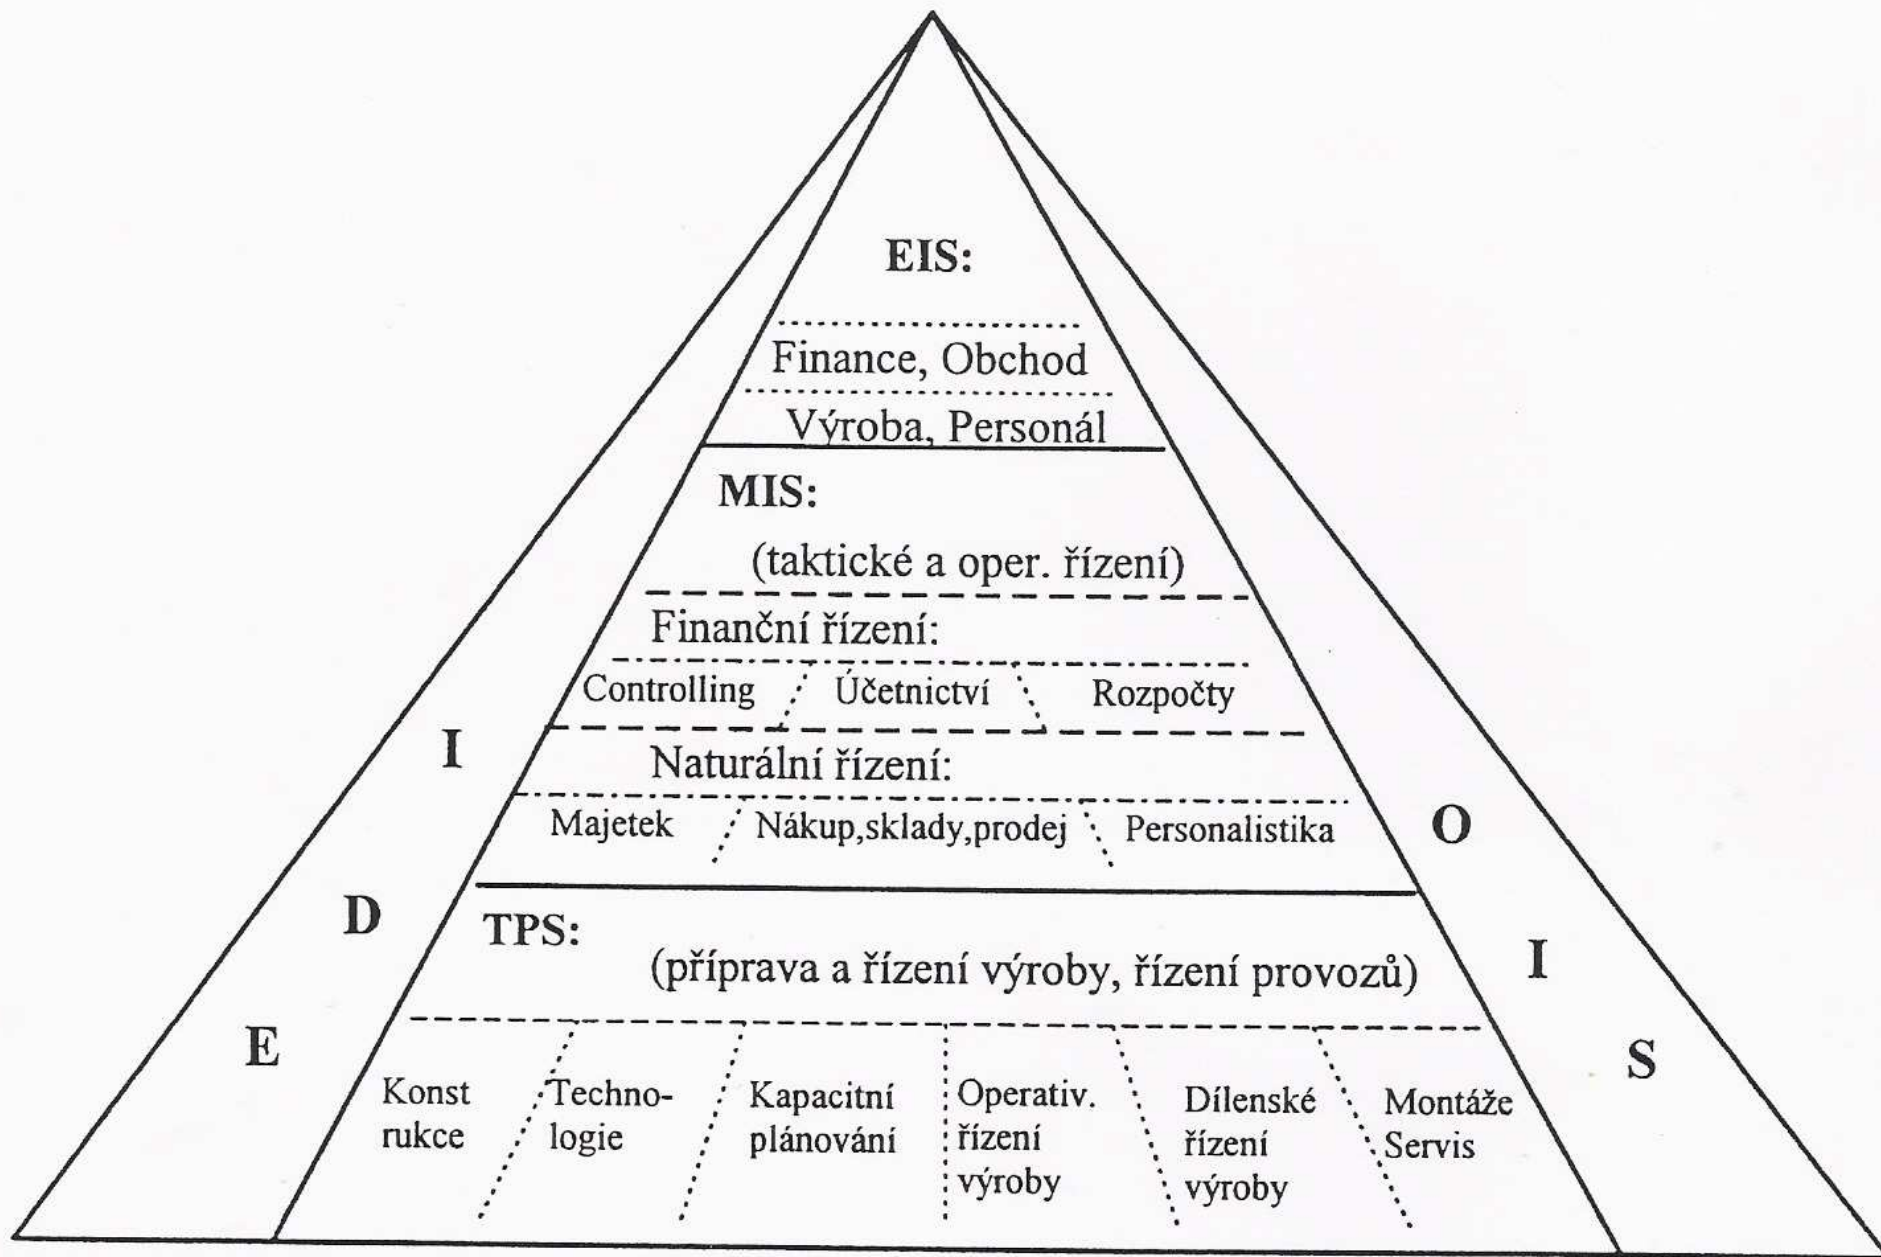 EIS:
Finance, Obchod
Výroba, Personál
MIS:
(taktické a oper. řízení)
Finanční řízení:
Controlling Účetnictví Rozpočty
Naturální řízení:
Majetek Nákup,sklady,prodej Personalistika
TPS:
(příprava a řízení výroby, řízení provozů)
Konst
rukce
Techno-
logie
Kapacitní
plánování
Operativ.
řízení
výroby
Dílenské
řízení
výroby
Montáže
Servis
E
D
I
O
I
S